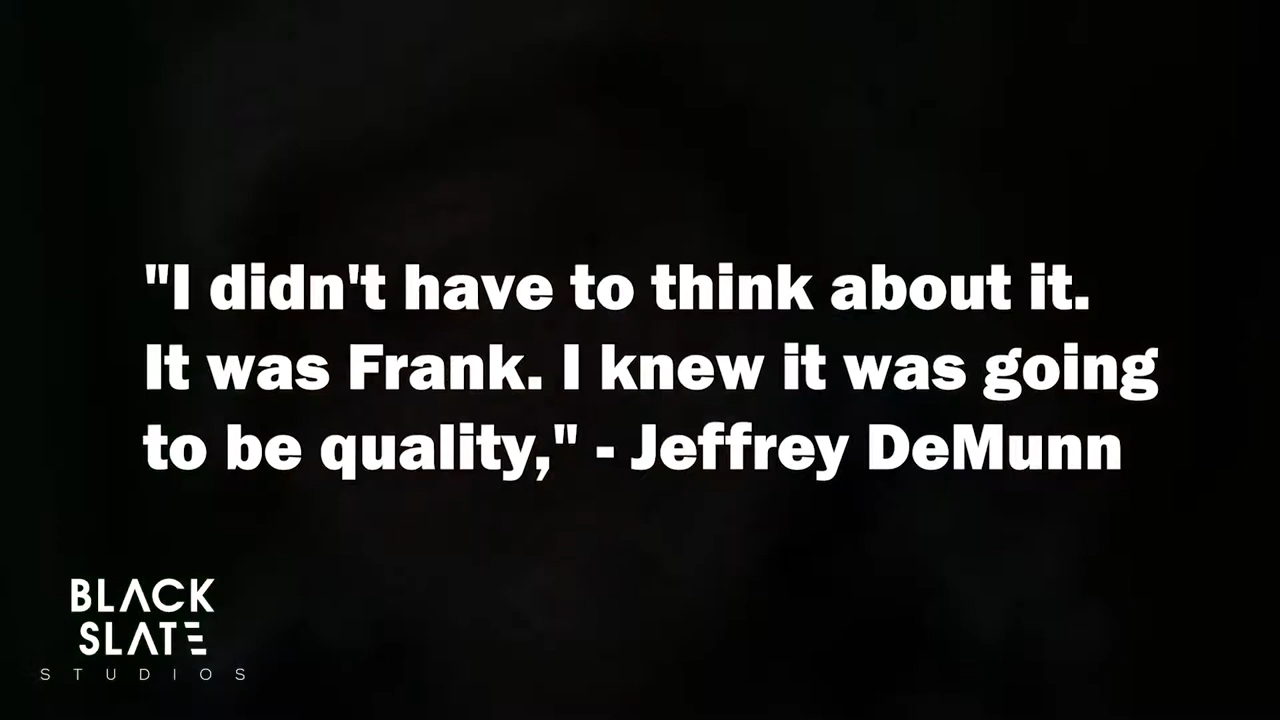 "I didn't have to think about it.
It was Frank. I knew it was going
to be quality," - Jeffrey DeMunn
BLACK
SLATE
STUDIOS